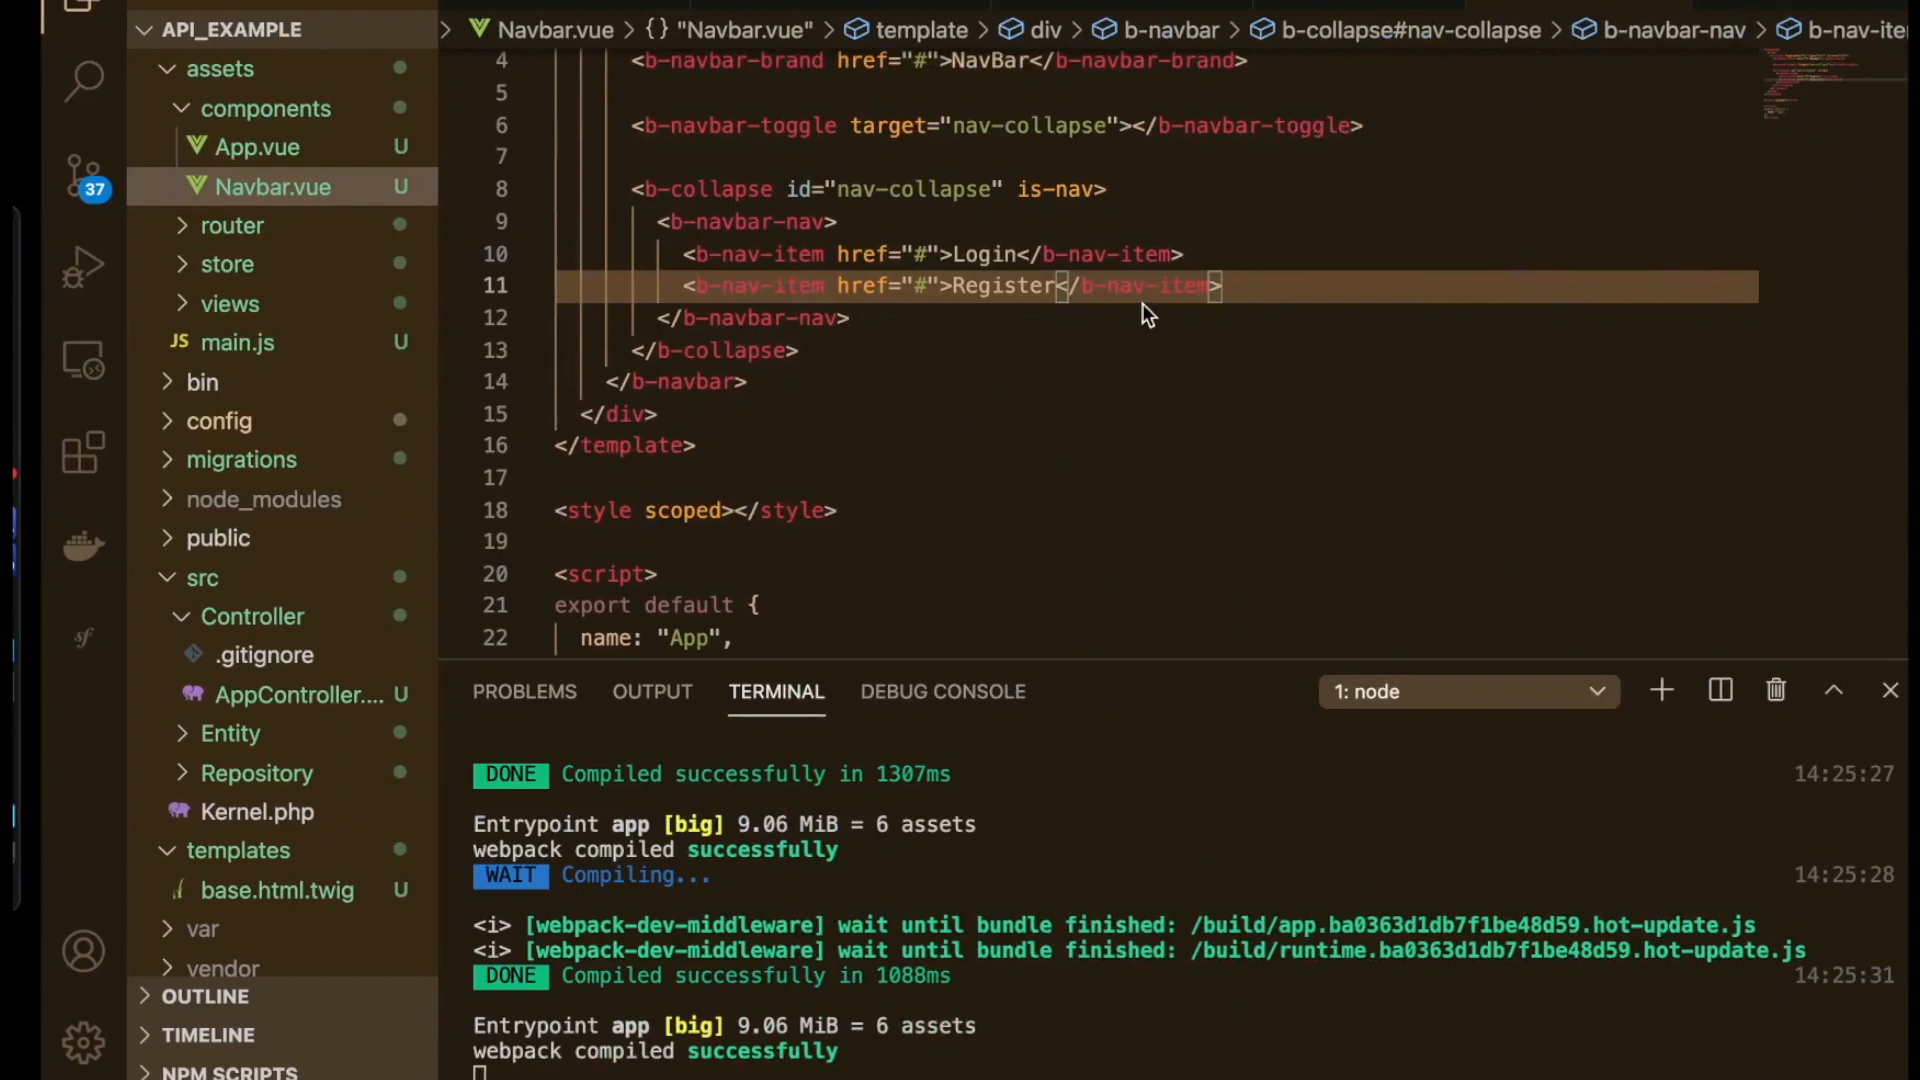 API_EXAMPLE
assets
components
App.vue U
Navbar.vue U
router
store
views
JS main.js U
bin
config
migrations
node_modules
public
src
Controller
.gitignore
AppController.... U
Entity
Repository
Kernel.php
templates
base.html.twig U
var
vendor
OUTLINE
TIMELINE
NPM SCRIPTS
37
sf
Navbar.vue > {} "Navbar.vue" > template > div > b-navbar > b-collapse#nav-collapse > b-navbar-nav > b-nav-ite
4 <b-navbar-brand href="#">NavBar</b-navbar-brand>
5
6 <b-navbar-toggle target="nav-collapse"></b-navbar-toggle>
7
8 <b-collapse id="nav-collapse" is-nav>
9 <b-navbar-nav>
10 <b-nav-item href="#">Login</b-nav-item>
11 <b-nav-item href="#">Register</b-nav-item>
12 </b-navbar-nav>
13 </b-collapse>
14 </b-navbar>
15 </div>
16 </template>
17
18 <style scoped></style>
19
20 <script>
21 export default {
22 name: "App",
PROBLEMS OUTPUT TERMINAL DEBUG CONSOLE 1: node
DONE Compiled successfully in 1307ms 14:25:27
Entrypoint app [big] 9.06 MiB = 6 assets
webpack compiled successfully
WAIT Compiling... 14:25:28
<i> [webpack-dev-middleware] wait until bundle finished: /build/app.ba0363d1db7f1be48d59.hot-update.js
<i> [webpack-dev-middleware] wait until bundle finished: /build/runtime.ba0363d1db7f1be48d59.hot-update.js
DONE Compiled successfully in 1088ms 14:25:31
Entrypoint app [big] 9.06 MiB = 6 assets
webpack compiled successfully